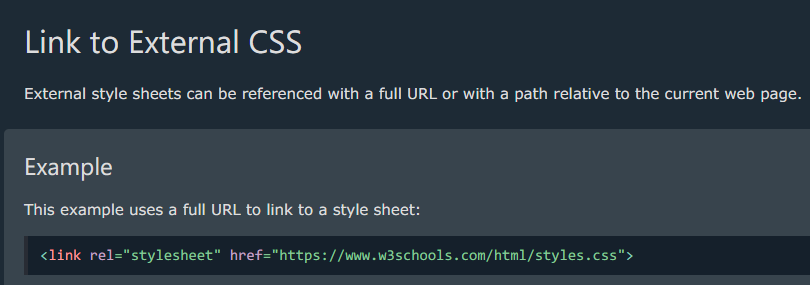 Link to External CSS
External style sheets can be referenced with a full URL or with a path relative to the current web page.
Example
This example uses a full URL to link to a style sheet:
<link rel="stylesheet" href="https://www.w3schools.com/html/styles.css">